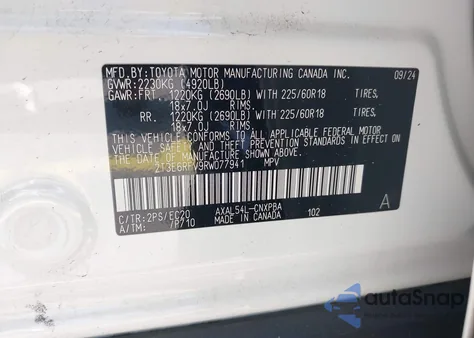 MFD.BY:TOYOTA MOTOR MANUFACTURING CANADA INC. 09/24
GVWR:2230KG (4920LB)
GAWR:FRT. 1220KG (2690LB) WITH 225/60R18 TIRES,
18x7.0J RIMS.
RR. 1220KG (2690LB) WITH 225/60R18 TIRES,
18x7.0J RIMS.
THIS VEHICLE CONFORMS TO ALL APPLICABLE FEDERAL MOTOR
VEHICLE SAFETY AND THEFT PREVENTION STANDARDS IN EFFECT
ON THE DATE OF MANUFACTURE SHOWN ABOVE.
2T3E6RFV9RW077941 MPV
C/TR:2PS/EC20 AXAL54L-CNXPBA A
A/TM: /P710 MADE IN CANADA 102
autoSnap